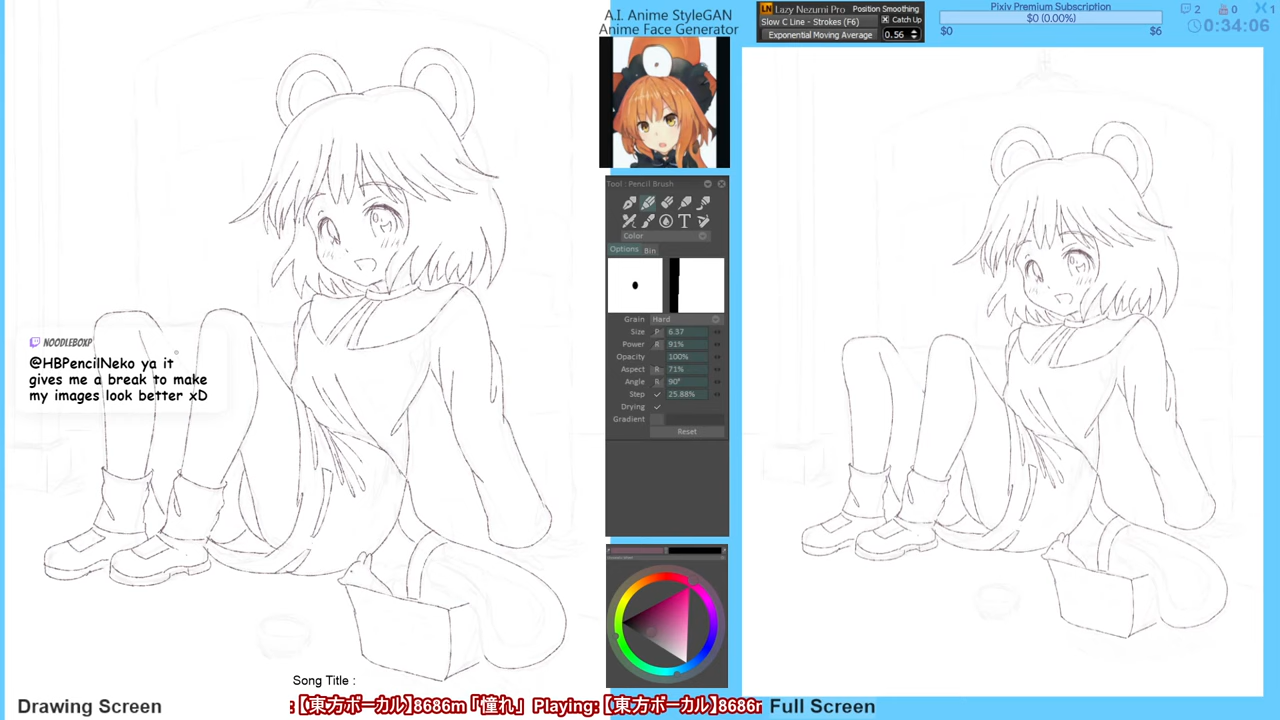 A.I. Anime StyleGAN
Anime Face Generator
LN Lazy Nezumi Pro Position Smoothing
Slow C Line - Strokes (F6) Catch Up
Exponential Moving Average 0.56
Pixiv Premium Subscription
$0 (0.00%)
$0 $6
2 0 1
0:34:06
Tool : Pencil Brush
T
Color
Options Bin
Grain Hard
Size P 6.37
Power R 91%
Opacity 100%
Aspect R 71%
Angle R 90°
Step 25.88%
Drying
Gradient
Reset
NOODLEBOXP
@HBPencilNeko ya it
gives me a break to make
my images look better xD
Song Title :
: 【東方ボーカル】8686m「憧れ」 Playing: 【東方ボーカル】8686m
Drawing Screen
Full Screen